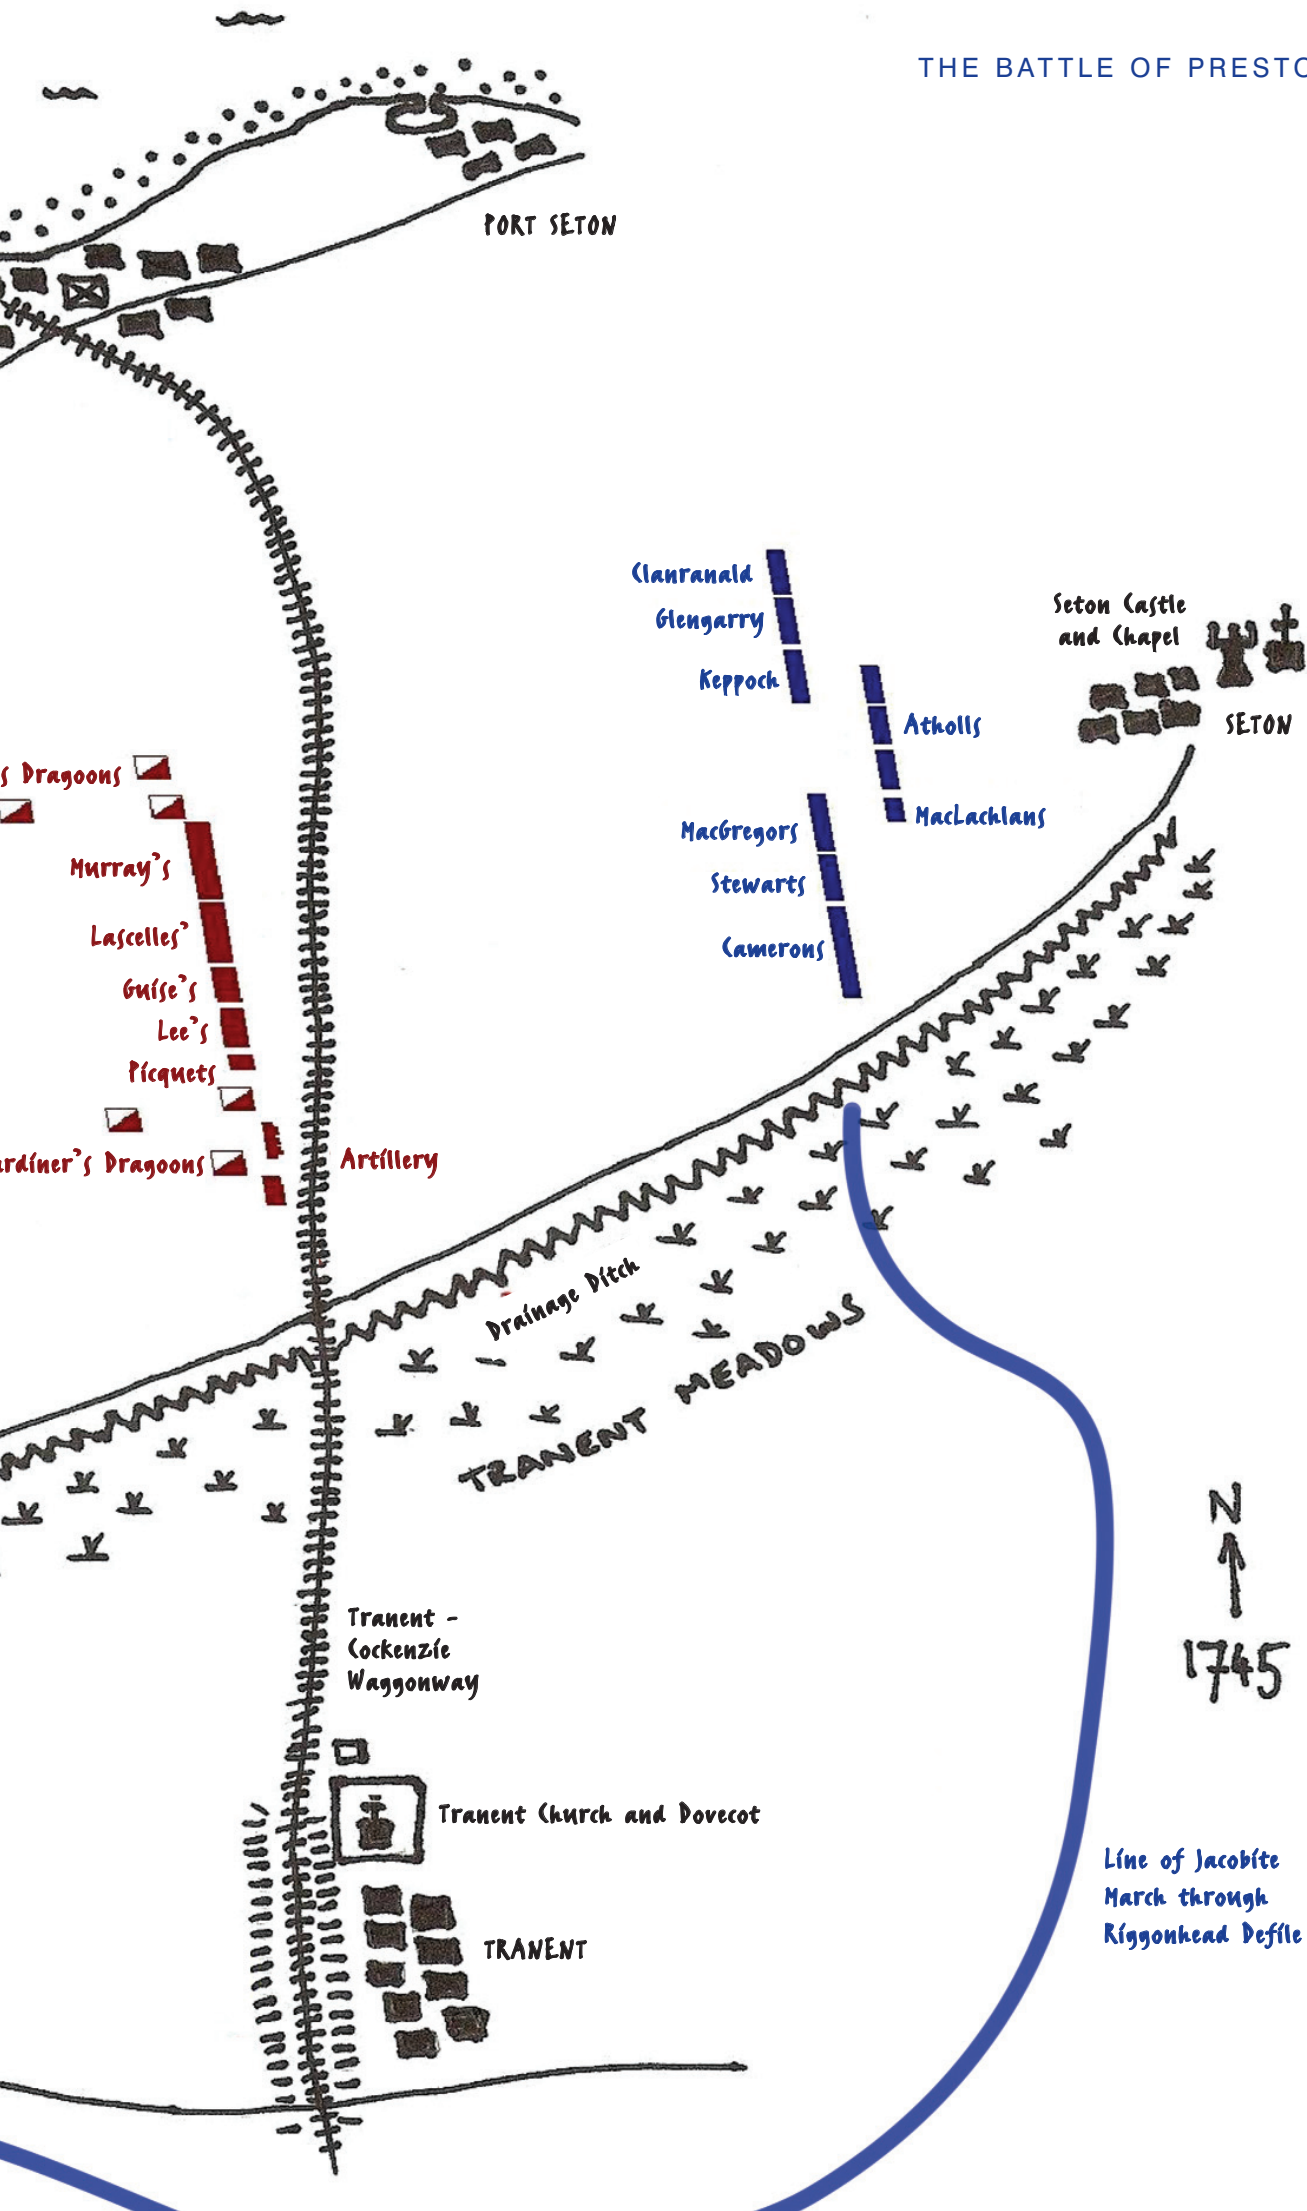 THE BATTLE OF PRESTO
PORT SETON
Clanranald
Glengarry
Keppoch
Seton Castle
and Chapel
SETON
Atholls
MacLachlans
MacGregors
Stewarts
Camerons
s Dragoons
Murray's
Lascelles'
Guise's
Lee's
Picquets
rdiner's Dragoons
Artillery
Drainage Ditch
TRANENT MEADOWS
N
1745
Tranent -
Cockenzie
Waggonway
Tranent Church and Dovecot
TRANENT
Line of Jacobite
March through
Riggonhead Defile